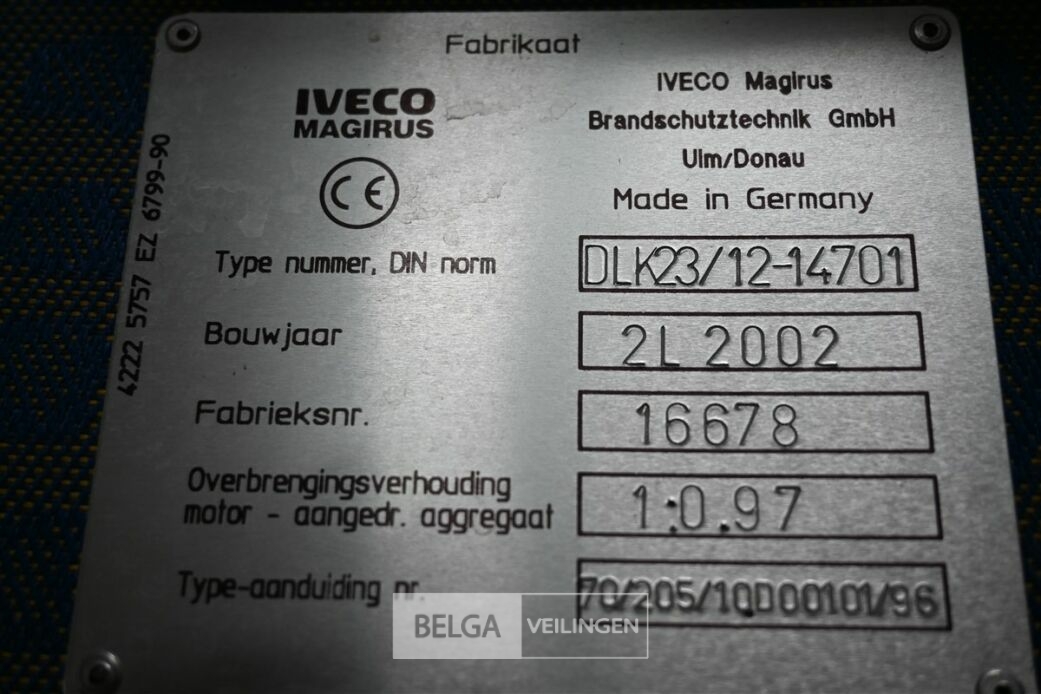 Fabrikaat
IVECO
MAGIRUS
IVECO Magirus
Brandschutztechnik GmbH
Ulm/Donau
Made in Germany
CE
4222 5757 EZ 6799-90
Type nummer, DIN norm
DLK23/12-14701
Bouwjaar
2L 2002
Fabrieksnr.
16678
Overbrengingsverhouding
motor - aangedr. aggregaat
1:0.97
Type-aanduiding nr.
70/205/10D00101/96
BELGA VEILINGEN